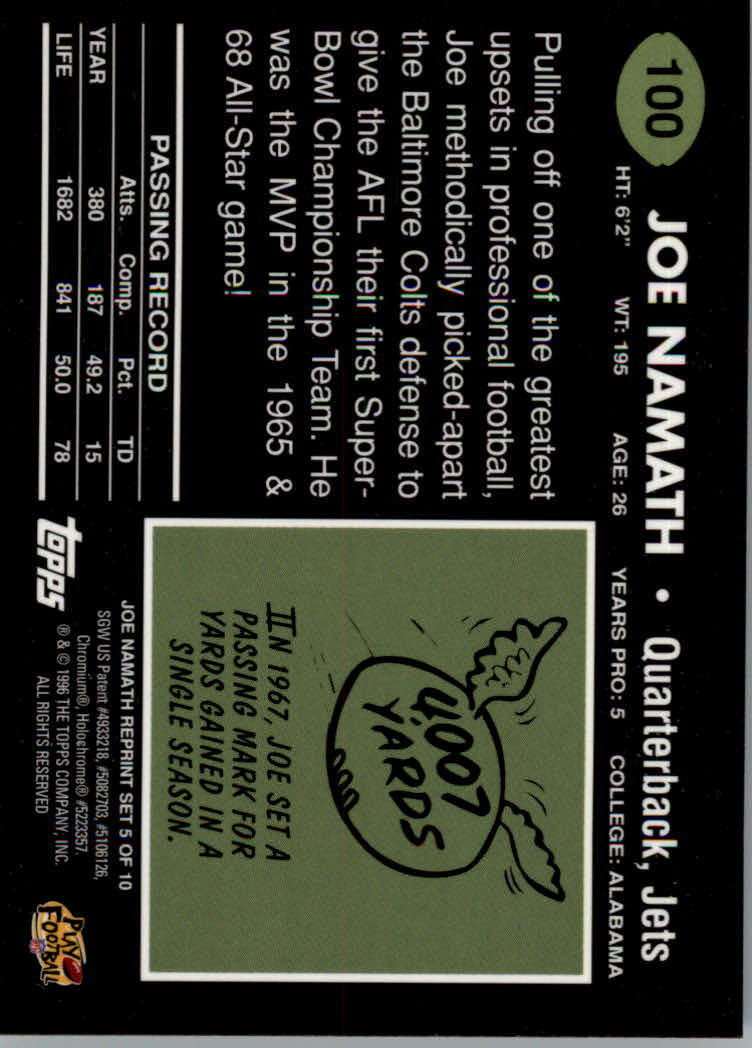 100
JOE NAMATH • Quarterback, Jets
HT: 6'2" WT: 195 AGE: 26 YEARS PRO: 5 COLLEGE: ALABAMA
Pulling off one of the greatest
upsets in professional football,
Joe methodically picked-apart
the Baltimore Colts defense to
give the AFL their first Super-
Bowl Championship Team. He
was the MVP in the 1965 &
68 All-Star game!
PASSING RECORD
Atts. Comp. Pct. TD
YEAR 380 187 49.2 15
LIFE 1682 841 50.0 78
4,007
YARDS
IN 1967, JOE SET A
PASSING MARK FOR
YARDS GAINED IN A
SINGLE SEASON.
topps
JOE NAMATH REPRINT SET 5 OF 10
SGW US Patent #4933218, #5082703, #5106126,
Chromium®, Holochrome® #5223357.
® & © 1996 THE TOPPS COMPANY, INC.
ALL RIGHTS RESERVED
PLAY
FOOTBALL